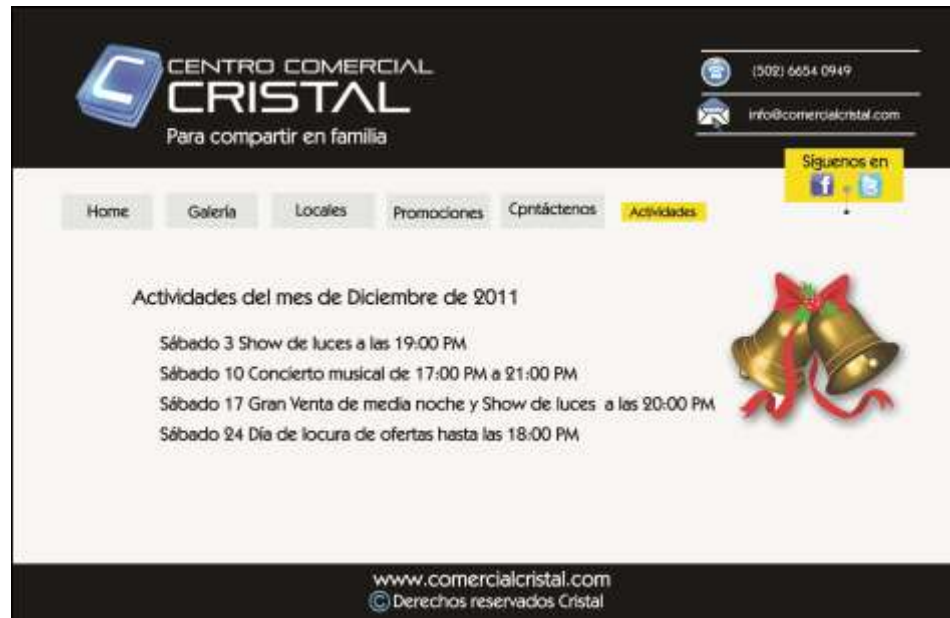 C
CENTRO COMERCIAL
CRISTAL
Para compartir en familia
(502) 6654 0949
info@comercialcristal.com
Síguenos en
f
Home Galería Locales Promociones Cpntáctenos Actividades
Actividades del mes de Diciembre de 2011
Sábado 3 Show de luces a las 19:00 PM
Sábado 10 Concierto musical de 17:00 PM a 21:00 PM
Sábado 17 Gran Venta de media noche y Show de luces a las 20:00 PM
Sábado 24 Día de locura de ofertas hasta las 18:00 PM
www.comercialcristal.com
© Derechos reservados Cristal